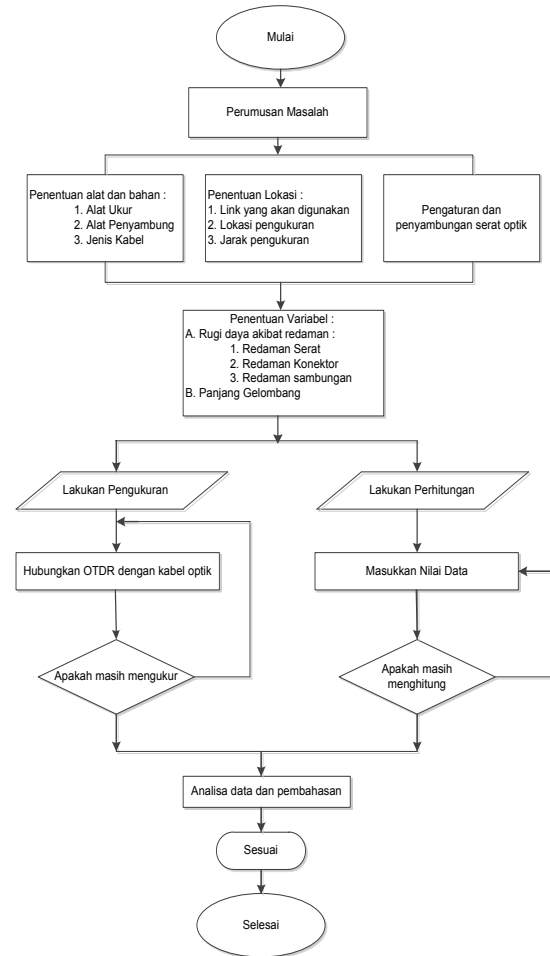 Mulai
Perumusan Masalah
Penentuan alat dan bahan :
1. Alat Ukur
2. Alat Penyambung
3. Jenis Kabel
Penentuan Lokasi :
1. Link yang akan digunakan
2. Lokasi pengukuran
3. Jarak pengukuran
Pengaturan dan
penyambungan serat optik
Penentuan Variabel :
A. Rugi daya akibat redaman :
1. Redaman Serat
2. Redaman Konektor
3. Redaman sambungan
B. Panjang Gelombang
Lakukan Pengukuran
Lakukan Perhitungan
Hubungkan OTDR dengan kabel optik
Masukkan Nilai Data
Apakah masih mengukur
Apakah masih
menghitung
Analisa data dan pembahasan
Sesuai
Selesai